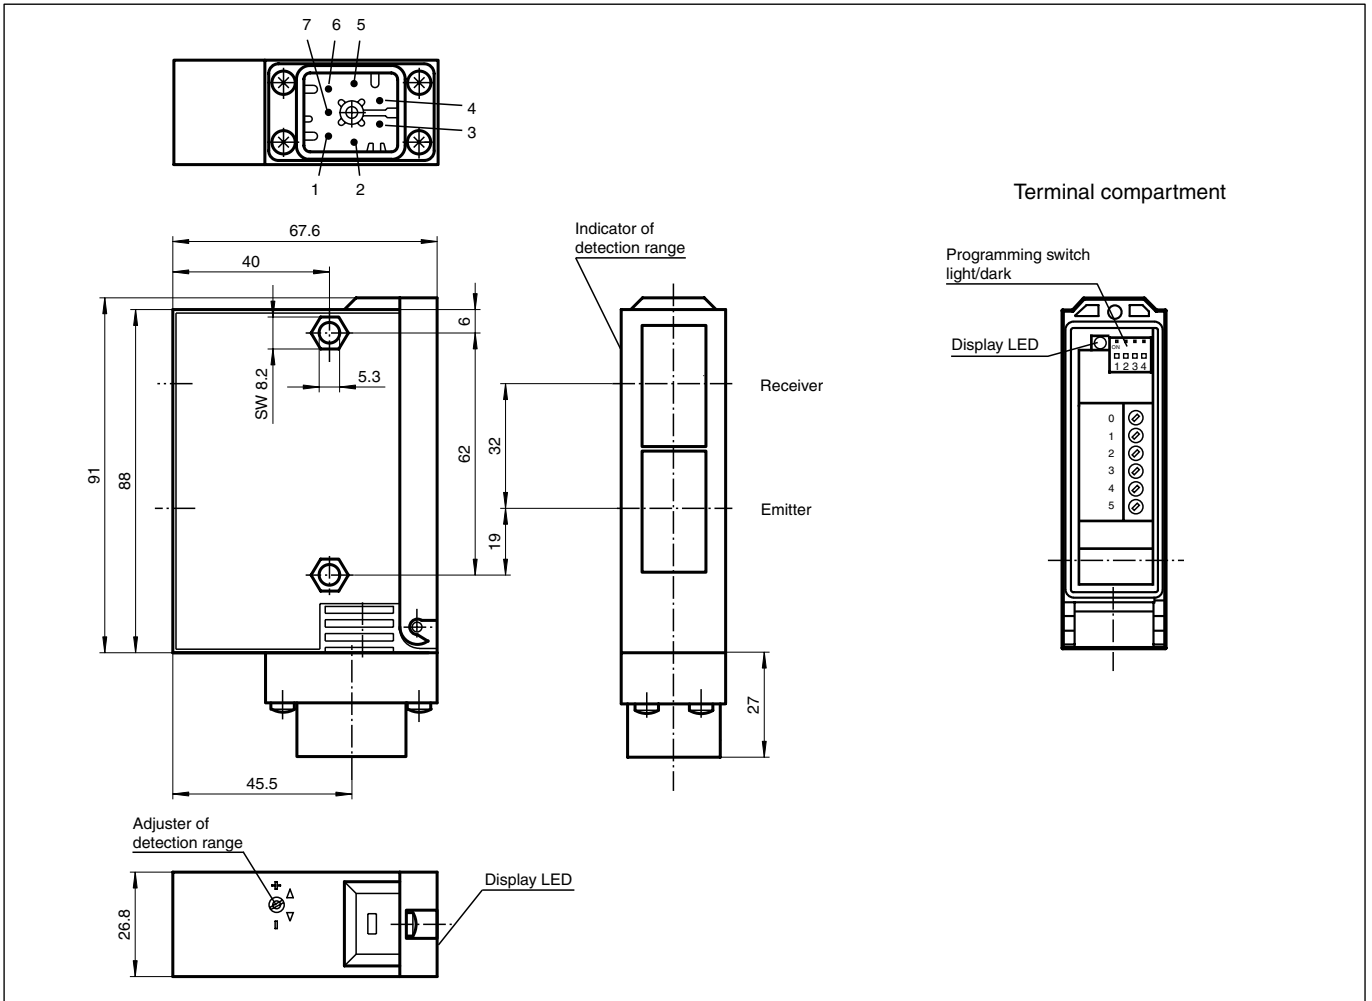 7 6 5
4
3
1 2
Terminal compartment
67.6
40
Indicator of
detection range
Programming switch
light/dark
Display LED
ON
1 2 3 4
6
SW 8.2
5.3
Receiver
91
88
62
32
0
1
2
3
4
5
Emitter
19
27
45.5
Adjuster of
detection range
Display LED
26.8